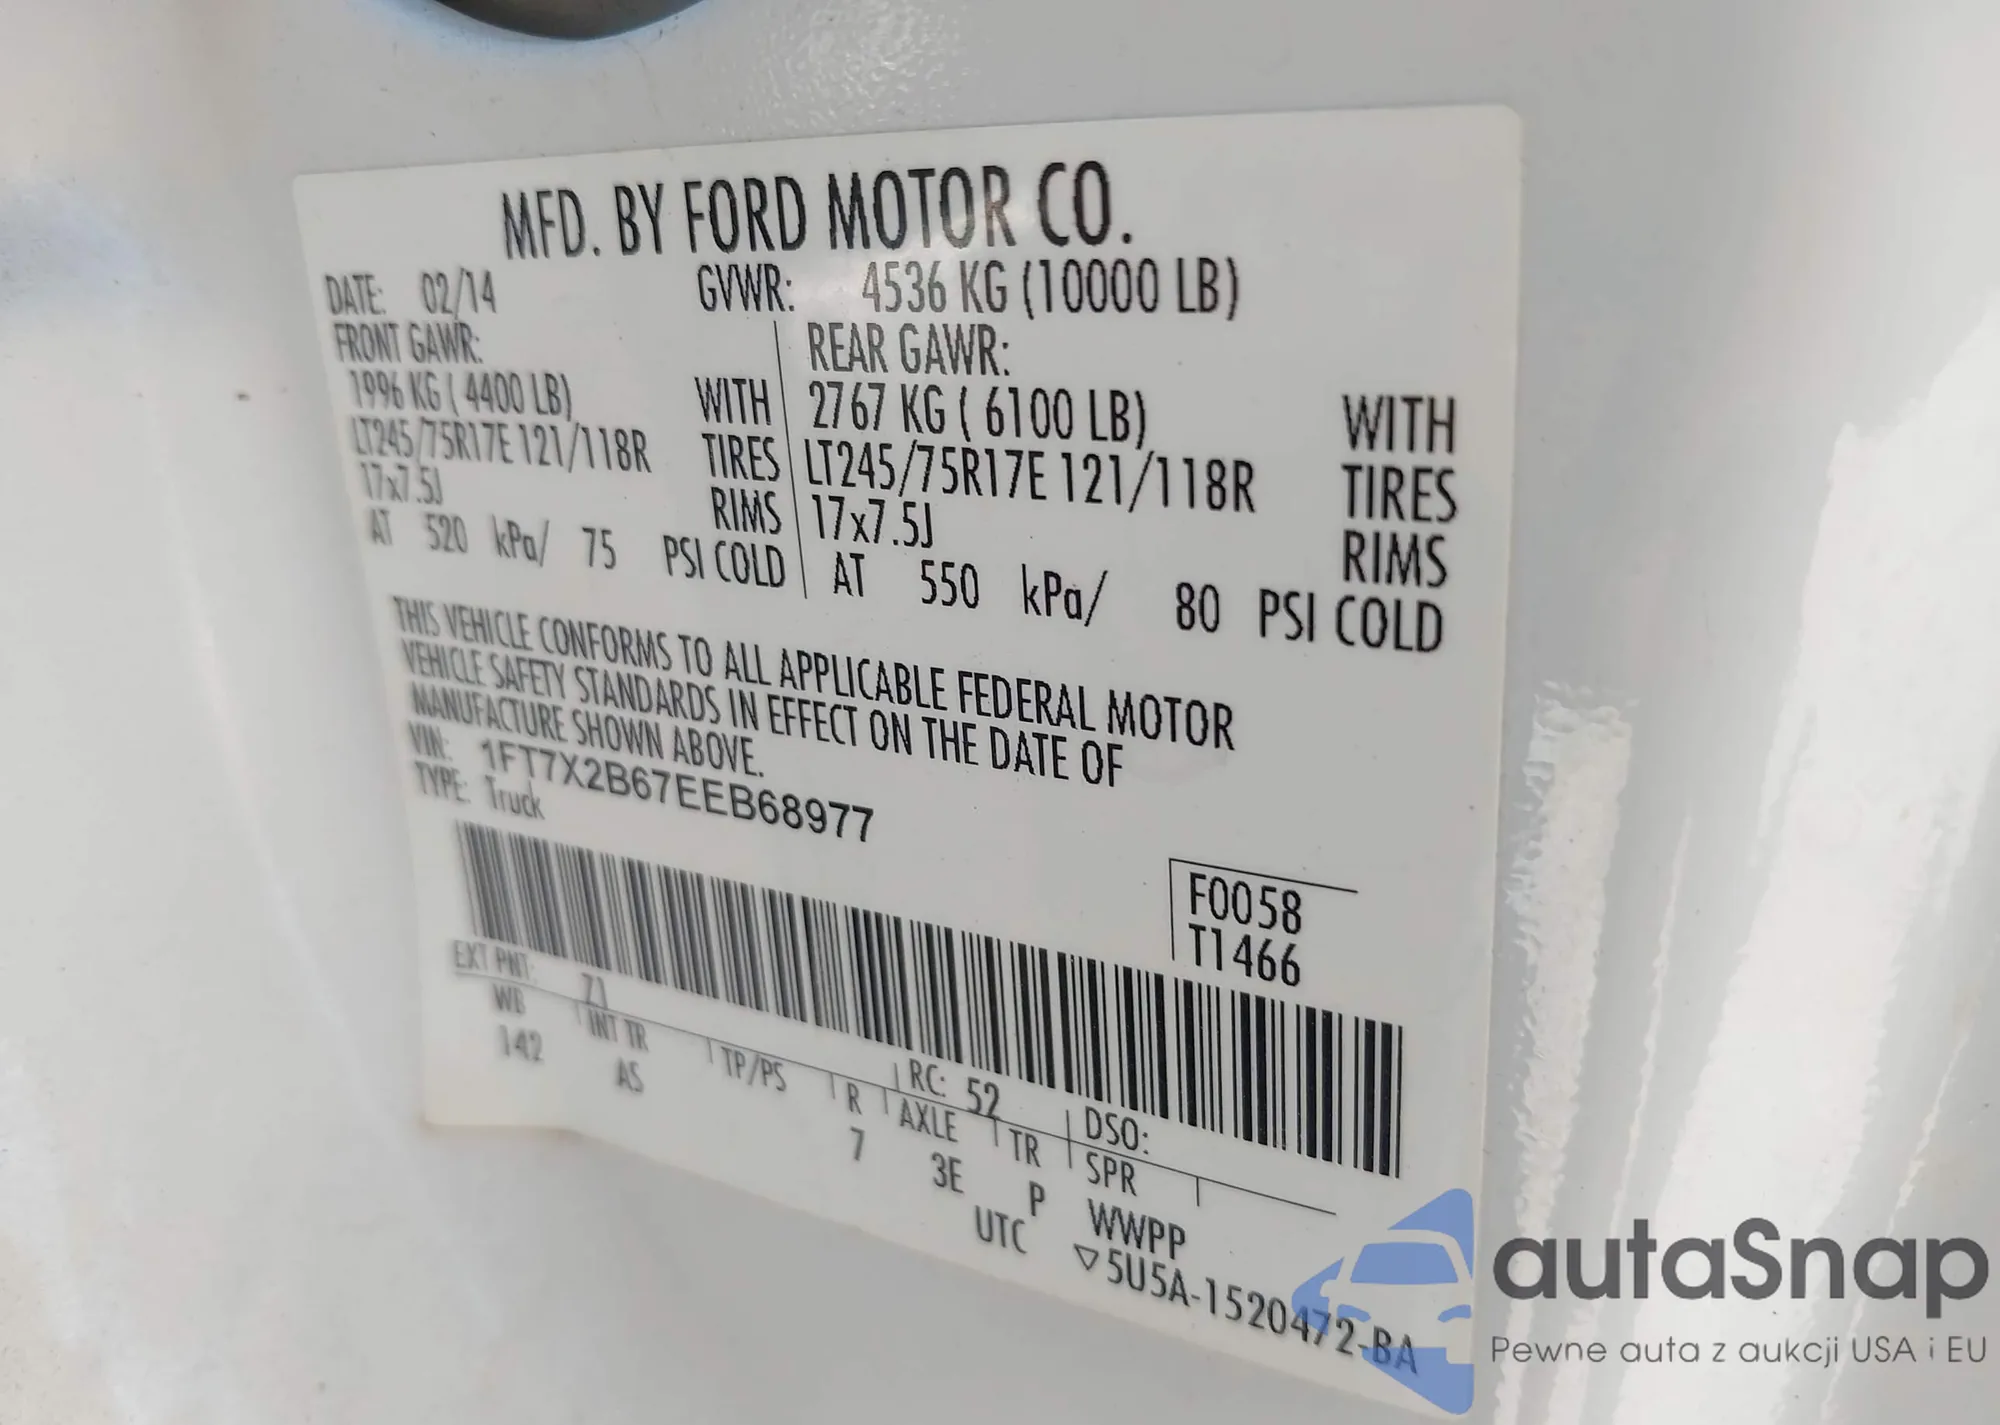 MFD. BY FORD MOTOR CO.
DATE: 02/14 GVWR: 4536 KG (10000 LB)
FRONT GAWR: REAR GAWR:
1996 KG ( 4400 LB) WITH 2767 KG ( 6100 LB) WITH
LT245/75R17E 121/118R TIRES LT245/75R17E 121/118R TIRES
17x7.5J RIMS 17x7.5J RIMS
AT 520 kPa/ 75 PSI COLD AT 550 kPa/ 80 PSI COLD
THIS VEHICLE CONFORMS TO ALL APPLICABLE FEDERAL MOTOR
VEHICLE SAFETY STANDARDS IN EFFECT ON THE DATE OF
MANUFACTURE SHOWN ABOVE.
VIN: 1FT7X2B67EEB68977
TYPE: Truck
F0058
T1466
EXT PNT: Z1 RC: 52 DSO:
WB INT TR TP/PS R AXLE TR SPR
142 AS 7 3E P WWPP
UTC ▽5U5A-1520472-BA
autaSnap
Pewne auta z aukcji USA i EU